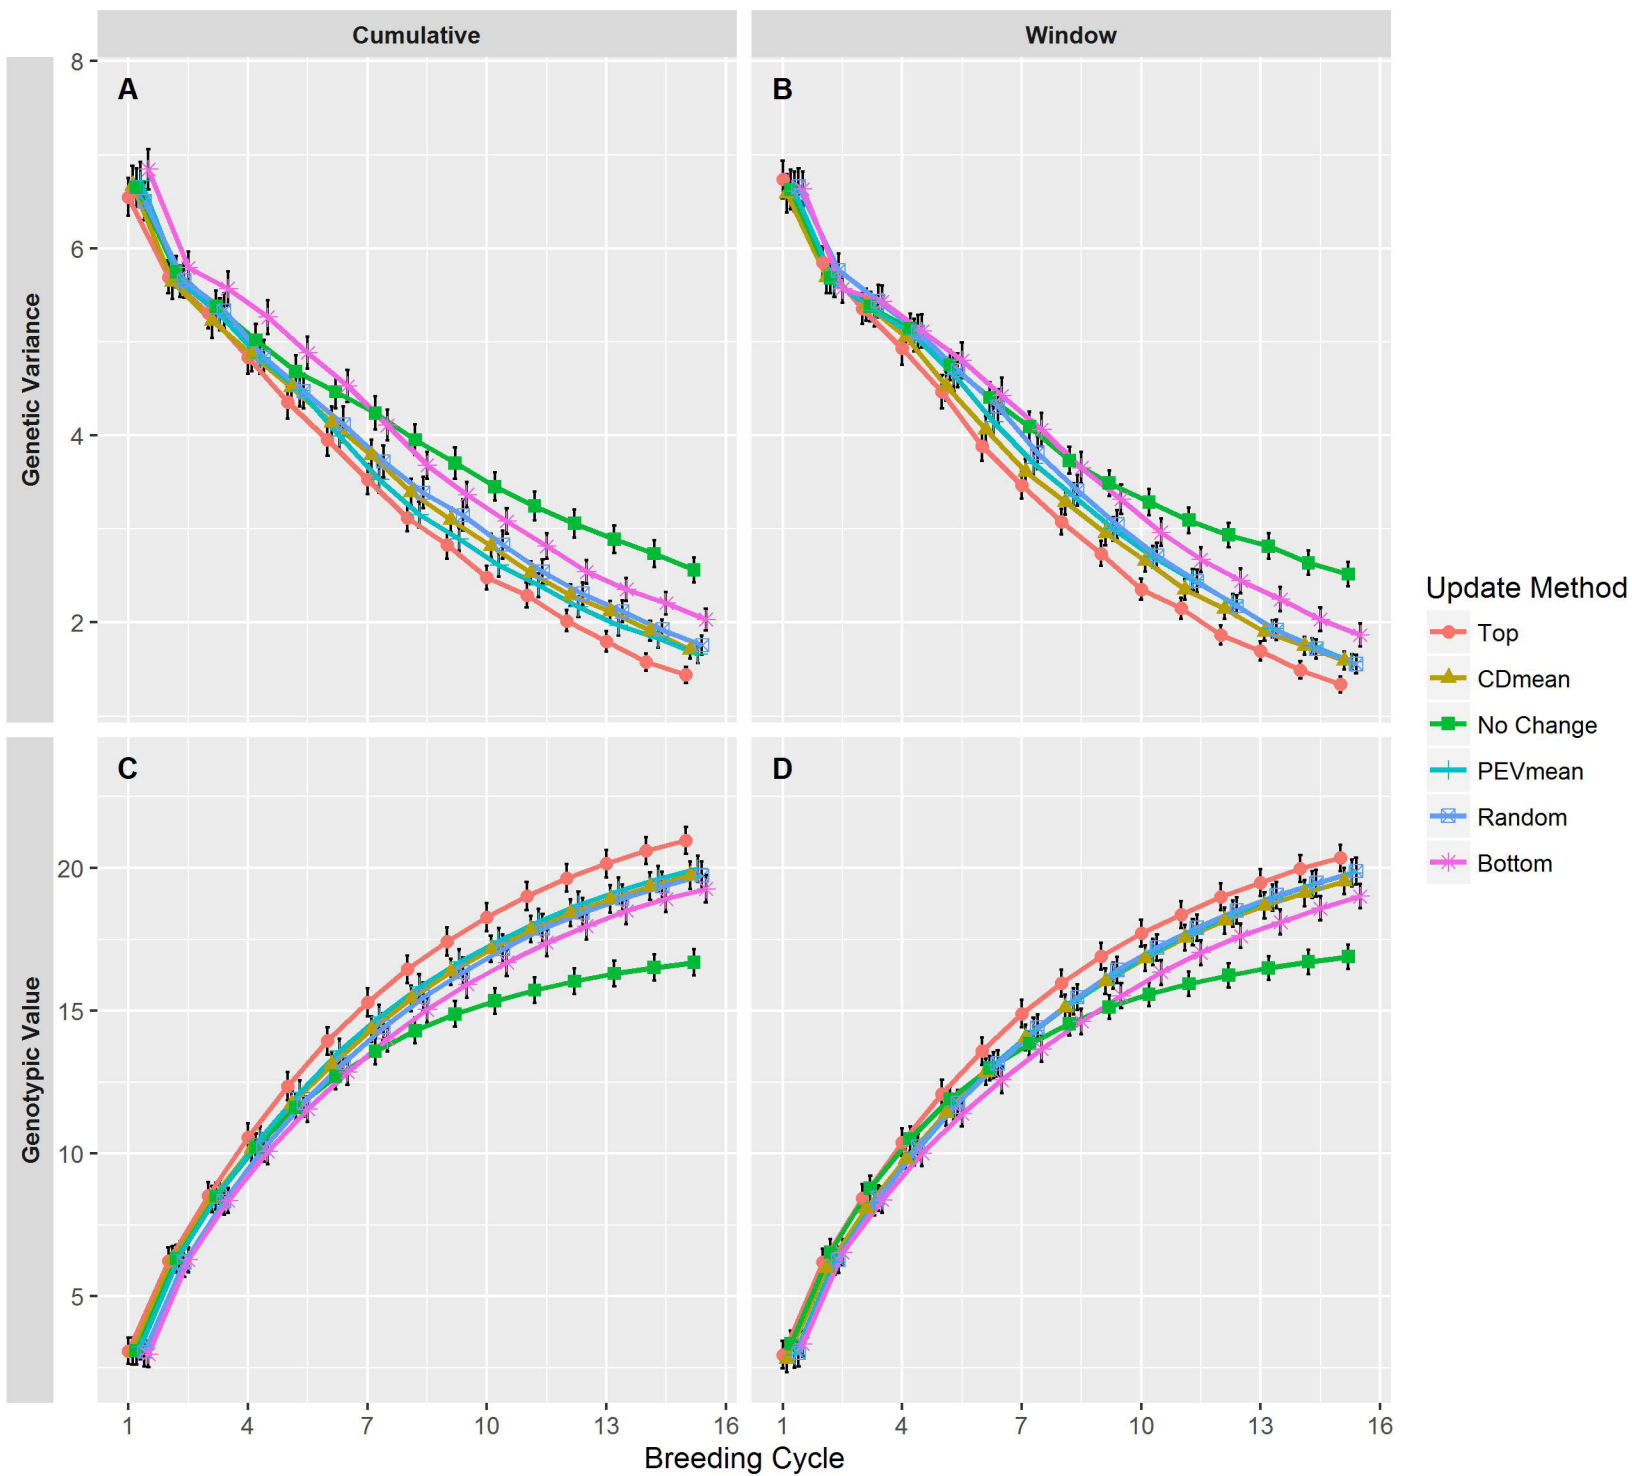 Cumulative
Window
A
B
8
6
4
2
Genetic Variance
C
D
20
15
10
5
Genotypic Value
1 4 7 10 13 16
1 4 7 10 13 16
Breeding Cycle
Update Method
Top
CDmean
No Change
PEVmean
Random
Bottom